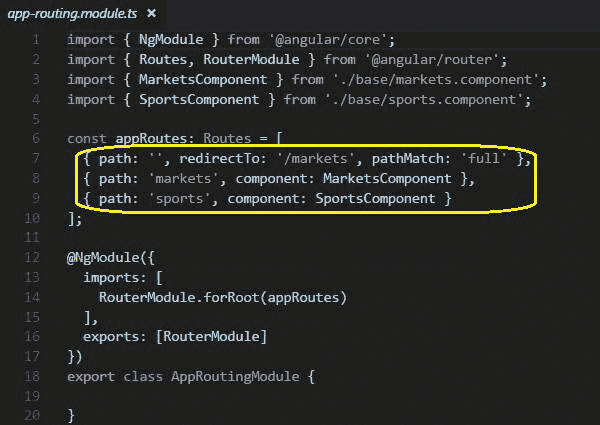 app-routing.module.ts ×
1 import { NgModule } from '@angular/core';
2 import { Routes, RouterModule } from '@angular/router';
3 import { MarketsComponent } from './base/markets.component';
4 import { SportsComponent } from './base/sports.component';
5
6 const appRoutes: Routes = [
7 { path: '', redirectTo: '/markets', pathMatch: 'full' },
8 { path: 'markets', component: MarketsComponent },
9 { path: 'sports', component: SportsComponent }
10 ];
11
12 @NgModule({
13 imports: [
14 RouterModule.forRoot(appRoutes)
15 ],
16 exports: [RouterModule]
17 })
18 export class AppRoutingModule {
19
20 }